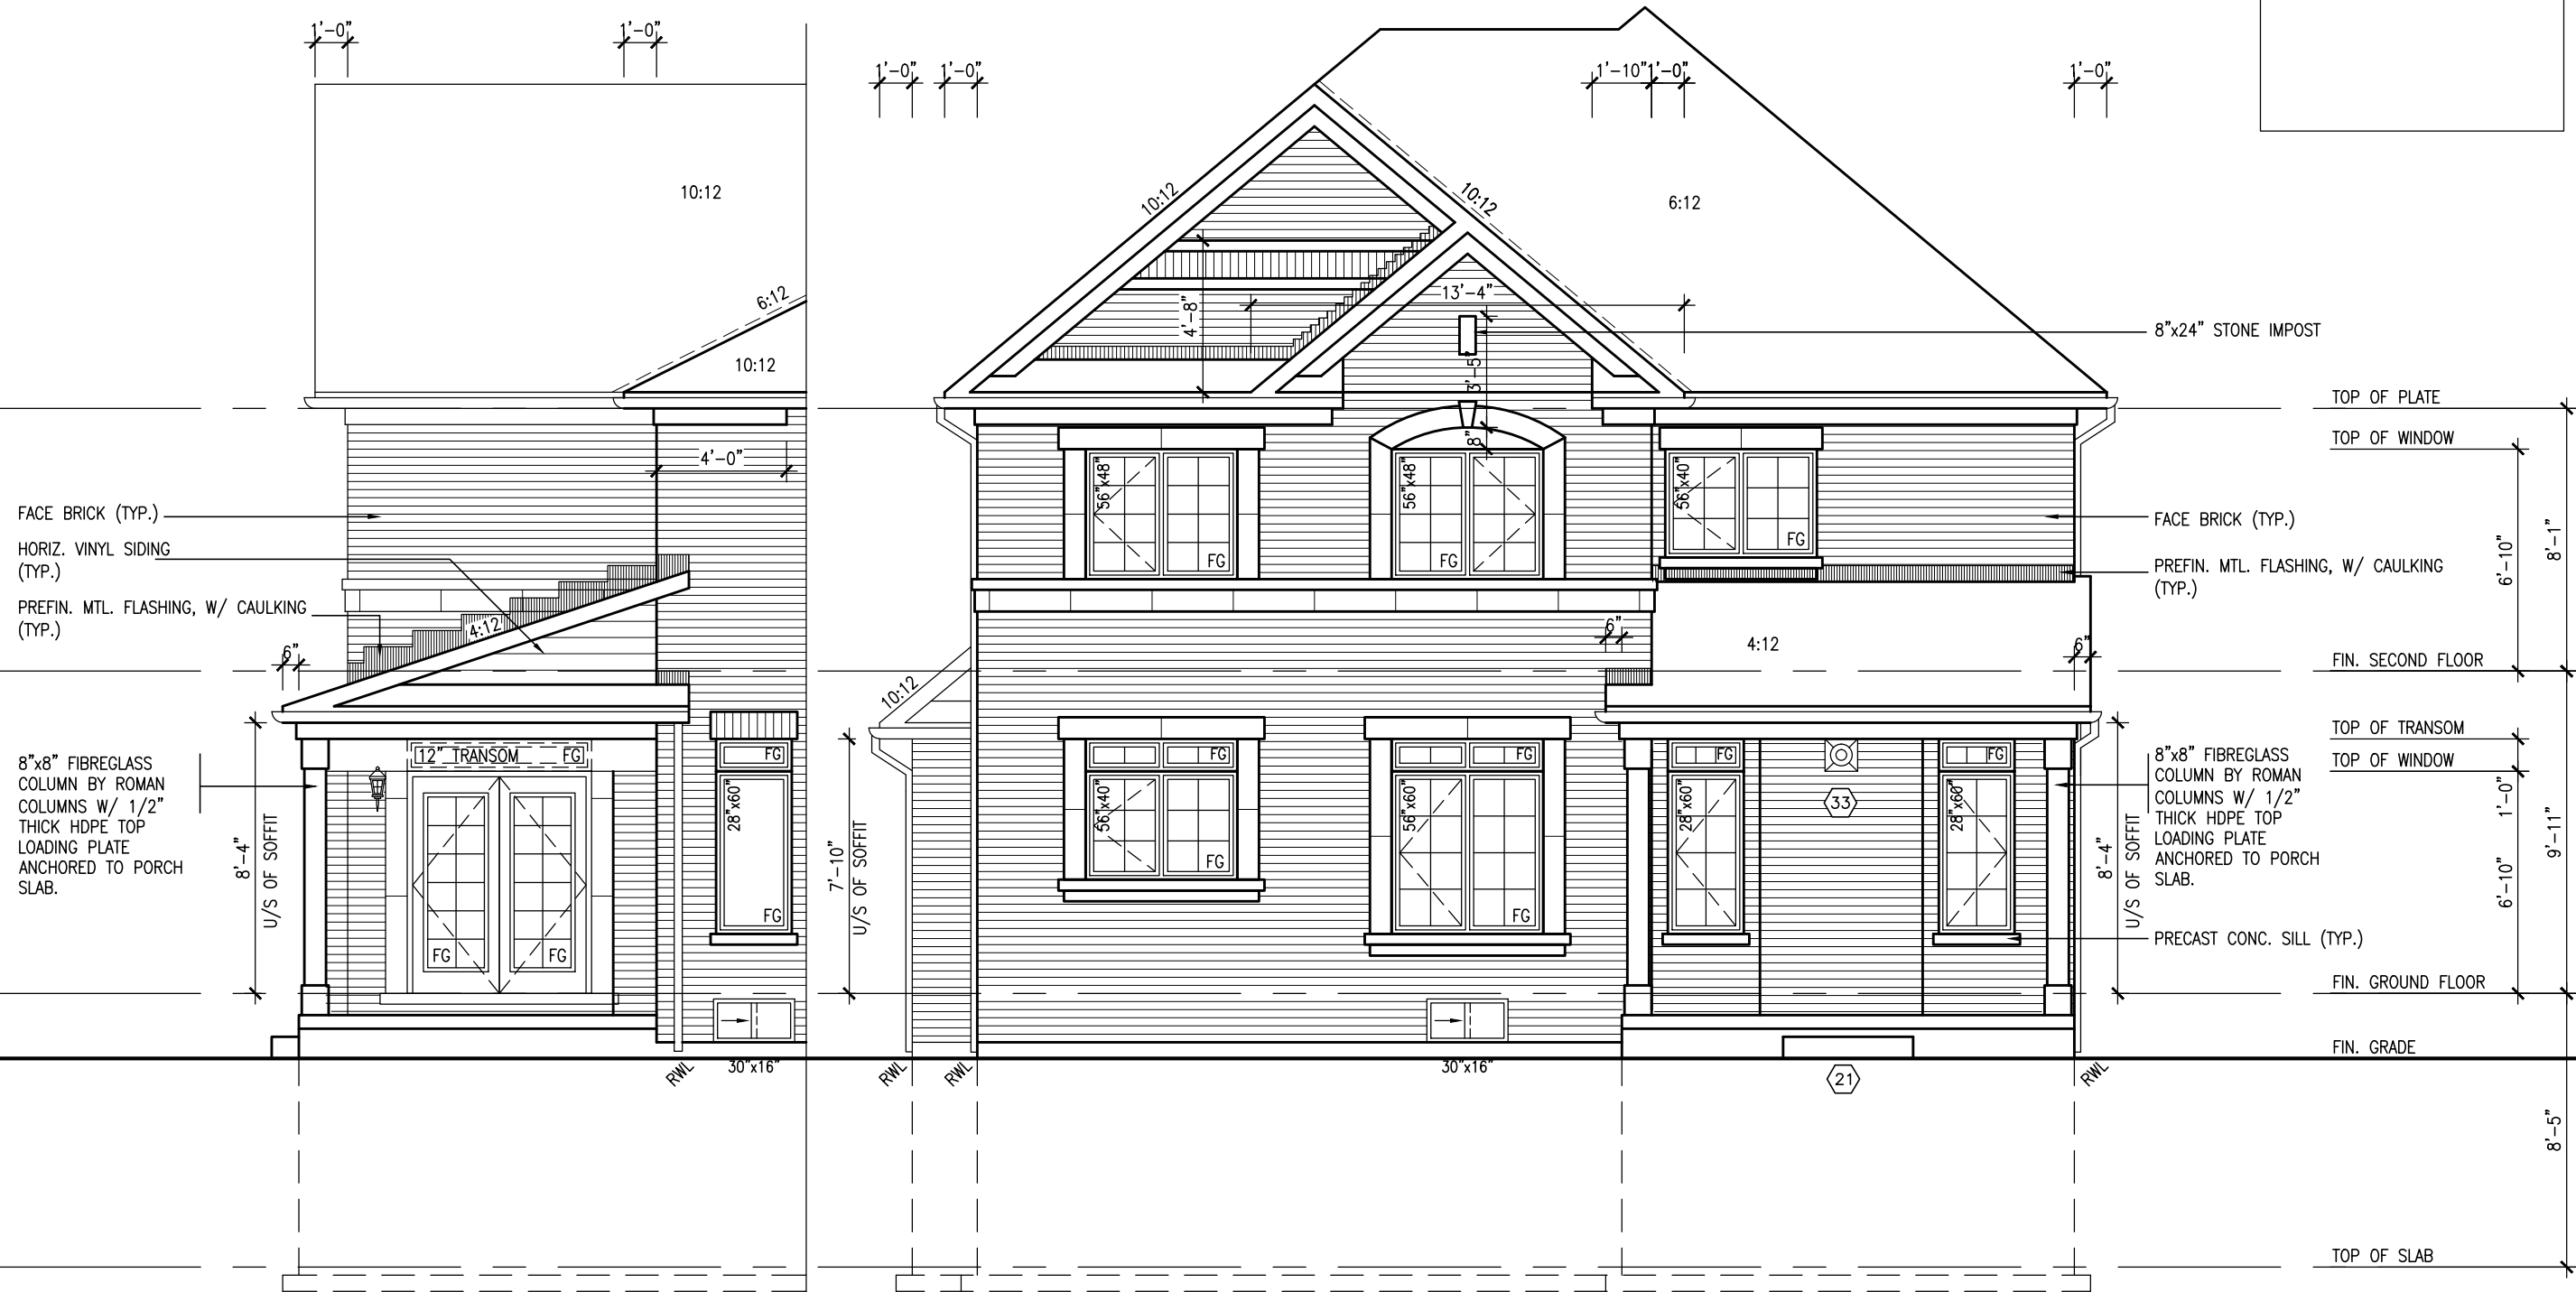 1'-0"
1'-0"
1'-0"
1'-0"
1'-10"
1'-0"
1'-0"
10:12
6:12
10:12
10:12
10:12
6:12
4'-8"
13'-4"
3'-5"
8"
8"x24" STONE IMPOST
TOP OF PLATE
TOP OF WINDOW
4'-0"
56"x48"
FG
56"x48"
FG
56"x40"
FG
FACE BRICK (TYP.)
HORIZ. VINYL SIDING
(TYP.)
PREFIN. MTL. FLASHING, W/ CAULKING
(TYP.)
FACE BRICK (TYP.)
PREFIN. MTL. FLASHING, W/ CAULKING
(TYP.)
6'-10"
8'-1"
4:12
6"
6"
4:12
6"
FIN. SECOND FLOOR
10:12
8"x8" FIBREGLASS
COLUMN BY ROMAN
COLUMNS W/ 1/2"
THICK HDPE TOP
LOADING PLATE
ANCHORED TO PORCH
SLAB.
8'-4"
U/S OF SOFFIT
12" TRANSOM
FG
FG
FG
FG
28"x60"
FG
7'-10"
U/S OF SOFFIT
FG
56"x40"
FG
FG
56"x60"
FG
FG
28"x60"
33
FG
28"x60"
8'-4"
U/S OF SOFFIT
8"x8" FIBREGLASS
COLUMN BY ROMAN
COLUMNS W/ 1/2"
THICK HDPE TOP
LOADING PLATE
ANCHORED TO PORCH
SLAB.
PRECAST CONC. SILL (TYP.)
TOP OF TRANSOM
TOP OF WINDOW
1'-0"
6'-10"
9'-11"
FIN. GROUND FLOOR
FIN. GRADE
RWL
30"x16"
RWL
RWL
30"x16"
21
RWL
8'-5"
TOP OF SLAB